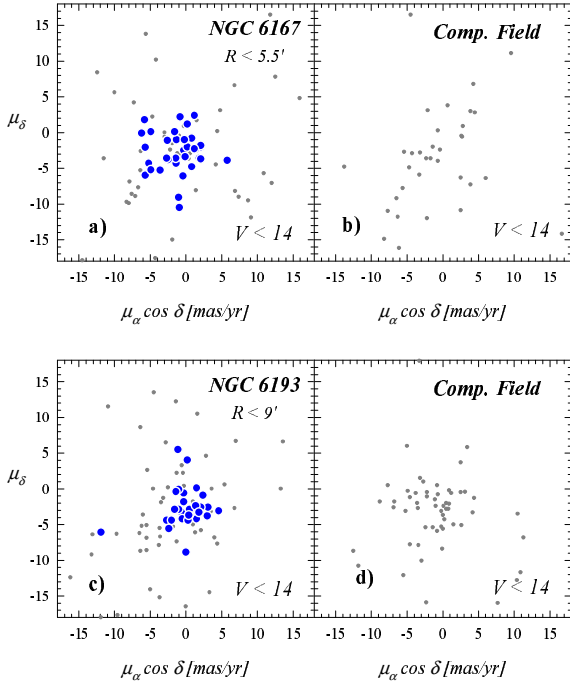 NGC 6167 Comp. Field
R < 5.5'
15
10
5
0
-5
-10
-15
μδ
a) V < 14 b) V < 14
-15 -10 -5 0 5 10 15 -15 -10 -5 0 5 10 15
μα cos δ [mas/yr] μα cos δ [mas/yr]
NGC 6193 Comp. Field
R < 9'
15
10
5
0
-5
-10
-15
μδ
c) V < 14 d) V < 14
-15 -10 -5 0 5 10 15 -15 -10 -5 0 5 10 15
μα cos δ [mas/yr] μα cos δ [mas/yr]